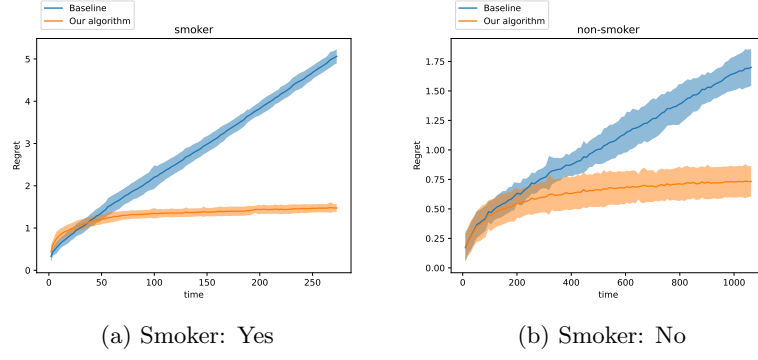 Baseline
Our algorithm
smoker
5
4
3
2
1
0
Regret
0 50 100 150 200 250
time
(a) Smoker: Yes
Baseline
Our algorithm
non-smoker
1.75
1.50
1.25
1.00
0.75
0.50
0.25
0.00
Regret
0 200 400 600 800 1000
time
(b) Smoker: No